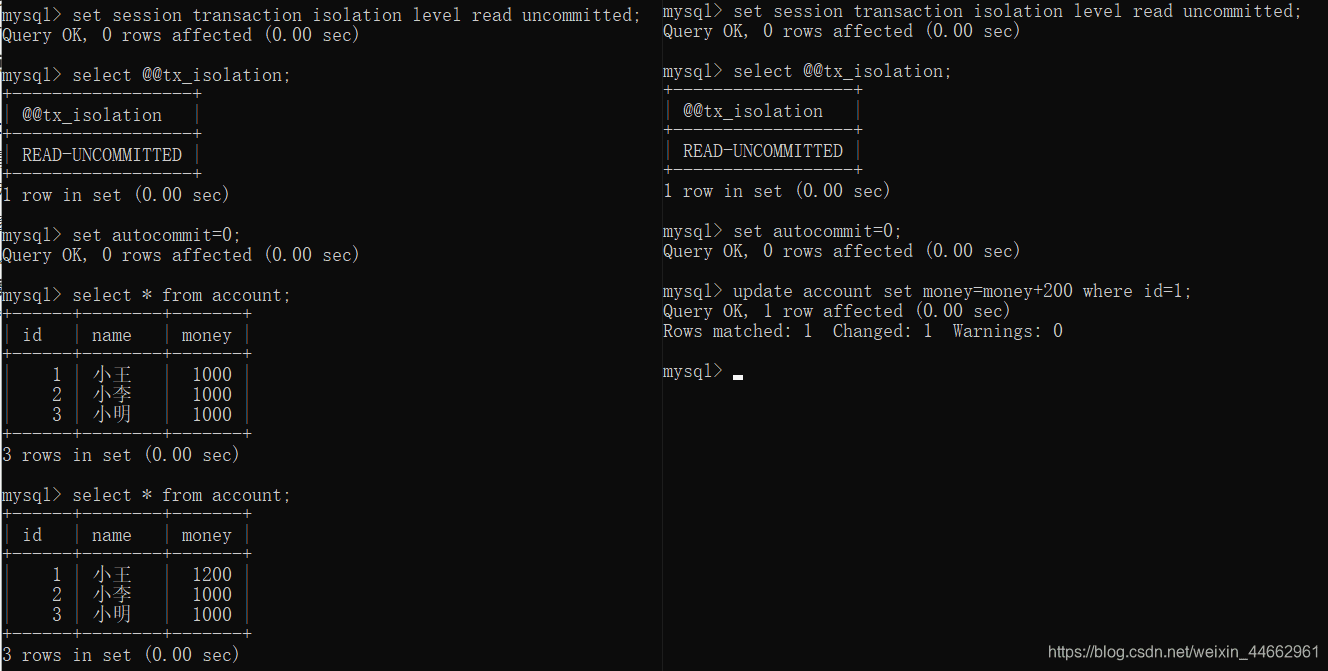 mysql> set session transaction isolation level read uncommitted;
Query OK, 0 rows affected (0.00 sec)

mysql> select @@tx_isolation;
+------------------+
| @@tx_isolation   |
+------------------+
| READ-UNCOMMITTED |
+------------------+
1 row in set (0.00 sec)

mysql> set autocommit=0;
Query OK, 0 rows affected (0.00 sec)

mysql> select * from account;
+------+--------+-------+
| id   | name   | money |
+------+--------+-------+
|    1 | 小王   |  1000 |
|    2 | 小李   |  1000 |
|    3 | 小明   |  1000 |
+------+--------+-------+
3 rows in set (0.00 sec)

mysql> select * from account;
+------+--------+-------+
| id   | name   | money |
+------+--------+-------+
|    1 | 小王   |  1200 |
|    2 | 小李   |  1000 |
|    3 | 小明   |  1000 |
+------+--------+-------+
3 rows in set (0.00 sec)

mysql> set session transaction isolation level read uncommitted;
Query OK, 0 rows affected (0.00 sec)

mysql> select @@tx_isolation;
+------------------+
| @@tx_isolation   |
+------------------+
| READ-UNCOMMITTED |
+------------------+
1 row in set (0.00 sec)

mysql> set autocommit=0;
Query OK, 0 rows affected (0.00 sec)

mysql> update account set money=money+200 where id=1;
Query OK, 1 row affected (0.00 sec)
Rows matched: 1  Changed: 1  Warnings: 0

mysql>
https://blog.csdn.net/weixin_44662961